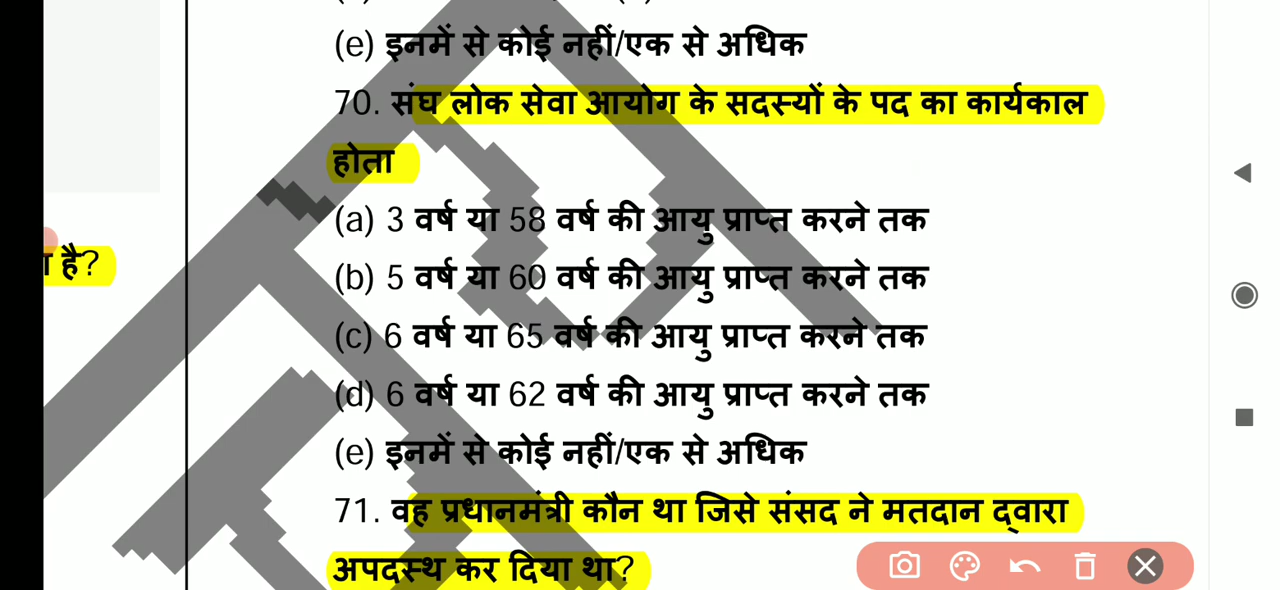 (e) इनमें से कोई नहीं/एक से अधिक
70. संघ लोक सेवा आयोग के सदस्यों के पद का कार्यकाल
होता
(a) 3 वर्ष या 58 वर्ष की आयु प्राप्त करने तक
ा है?
(b) 5 वर्ष या 60 वर्ष की आयु प्राप्त करने तक
(c) 6 वर्ष या 65 वर्ष की आयु प्राप्त करने तक
(d) 6 वर्ष या 62 वर्ष की आयु प्राप्त करने तक
(e) इनमें से कोई नहीं/एक से अधिक
71. वह प्रधानमंत्री कौन था जिसे संसद ने मतदान द्वारा
अपदस्थ कर दिया था?